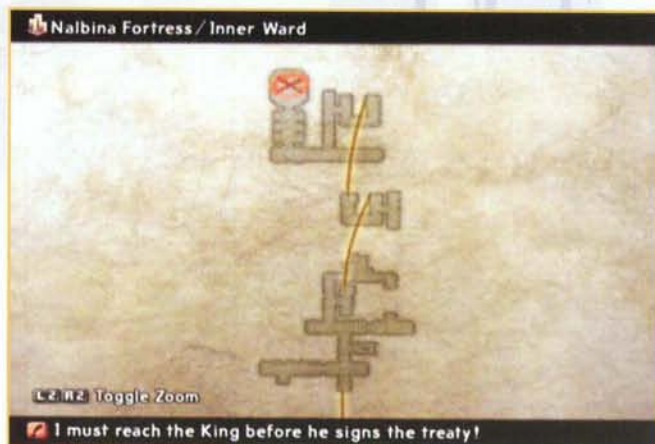 Nalbina Fortress / Inner Ward
L2 R2 Toggle Zoom
I must reach the King before he signs the treaty!